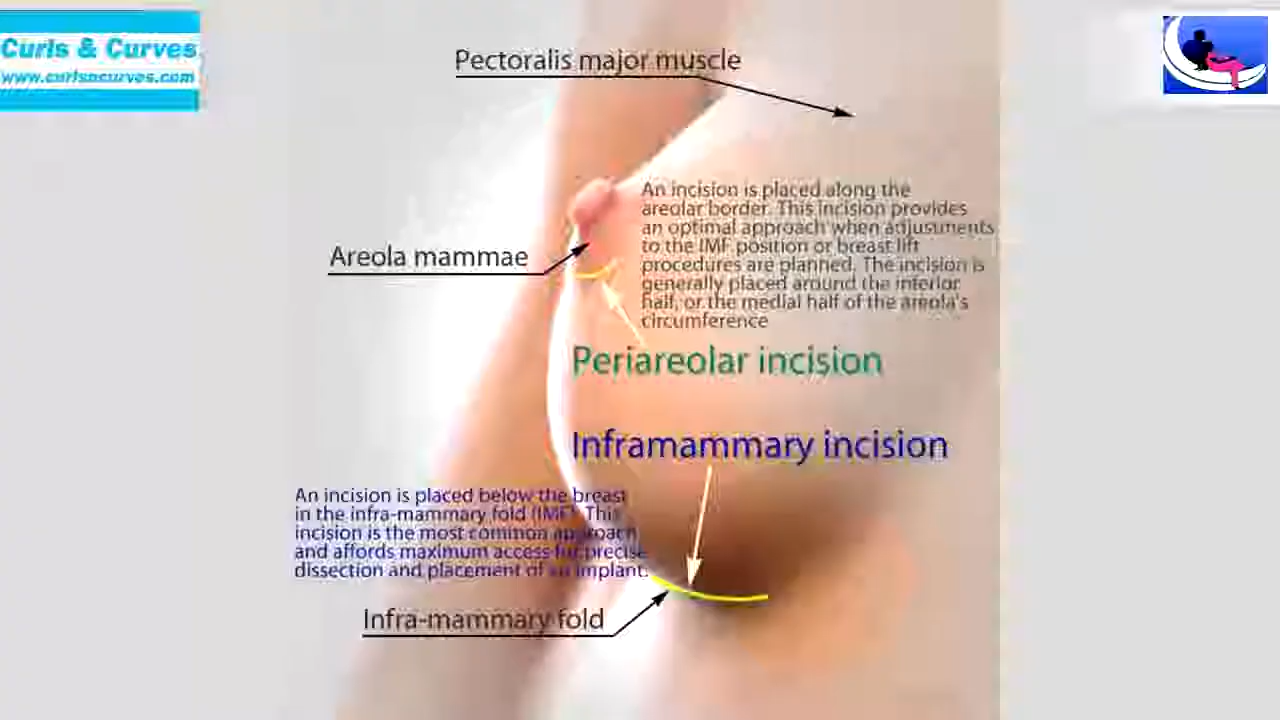 Curls & Curves
www.curlsncurves.com
Pectoralis major muscle
An incision is placed along the
areolar border. This incision provides
an optimal approach when adjustments
to the IMF position or breast lift
procedures are planned. The incision is
generally placed around the inferior
half, or the medial half of the areola's
circumference
Areola mammae
Periareolar incision
Inframammary incision
An incision is placed below the breast
in the infra-mammary fold (IMF). This
incision is the most common approach
and affords maximum access for precise
dissection and placement of an implant.
Infra-mammary fold